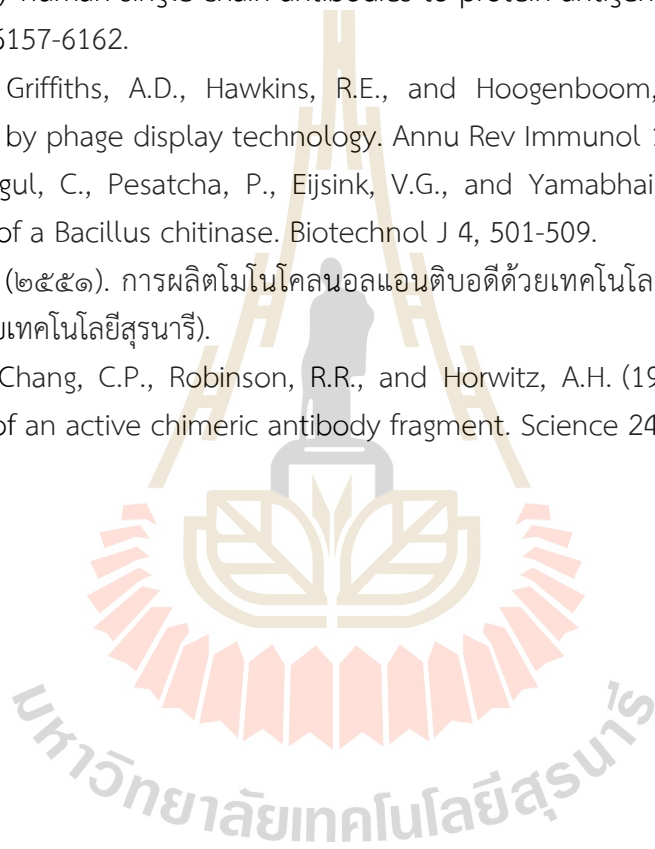 human single chain antibodies to protein antigen
6157-6162.
Griffiths, A.D., Hawkins, R.E., and Hoogenboom,
by phage display technology. Annu Rev Immunol
gul, C., Pesatcha, P., Eijsink, V.G., and Yamabhai
of a Bacillus chitinase. Biotechnol J 4, 501-509.
(๒๕๕๑). การผลิตโมโนโคลนอลแอนติบอดีด้วยเทคโนโล
ยเทคโนโลยีสุรนารี).
Chang, C.P., Robinson, R.R., and Horwitz, A.H. (19
of an active chimeric antibody fragment. Science 24
มหาวิทยาลัยเทคโนโลยีสุรนารี